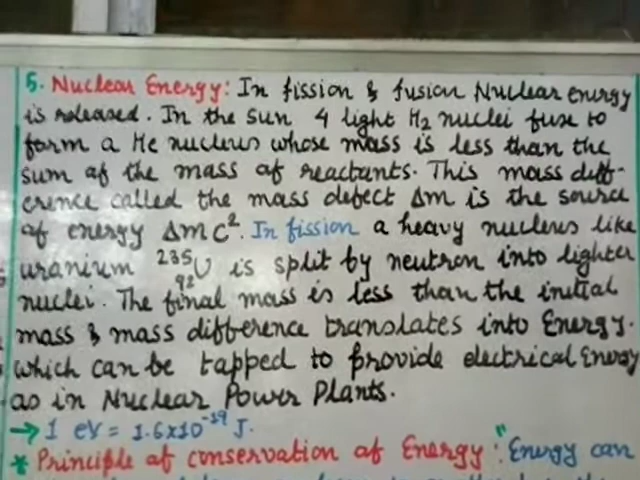 5. Nuclear Energy: In fission & fusion Nuclear energy
is released. In the sun 4 light H₂ nuclei fuse to
form a He nucleus whose mass is less than the
sum of the mass of reactants. This mass diff-
erence called the mass defect Δm is the source
of energy ΔMC². In fission a heavy nucleus like
uranium ²³⁵₉₂U is split by neutron into lighter
nuclei. The final mass is less than the initial
mass & mass difference translates into Energy.
which can be tapped to provide electrical Energy
as in Nuclear Power Plants.
→ 1 eV = 1.6x10⁻¹⁹ J.
* Principle of conservation of Energy: "Energy can